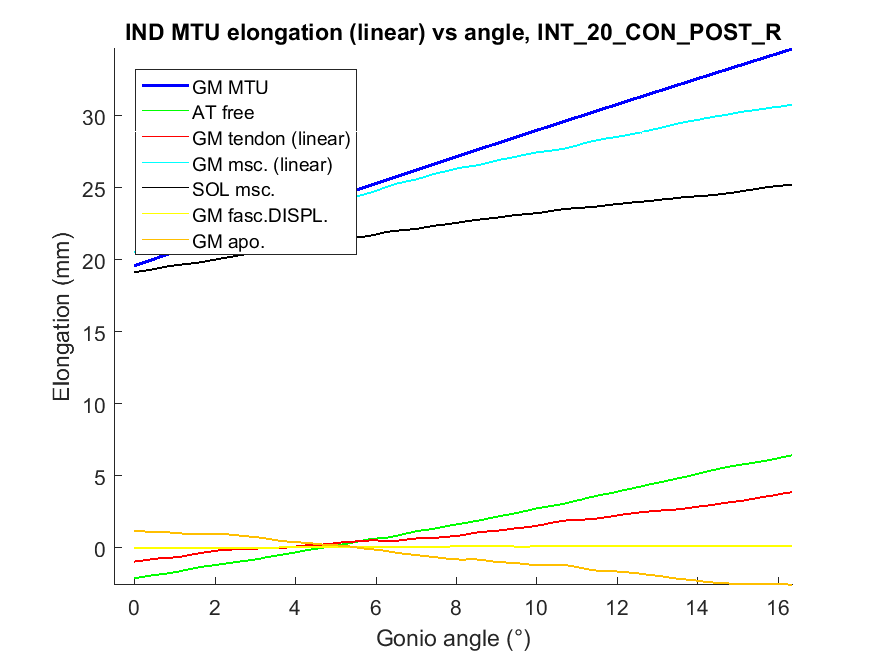 IND MTU elongation (linear) vs angle, INT_20_CON_POST_R
GM MTU
AT free
GM tendon (linear)
GM msc. (linear)
SOL msc.
GM fasc.DISPL.
GM apo.
30
25
20
15
10
5
0
Elongation (mm)
0 2 4 6 8 10 12 14 16
Gonio angle (°)